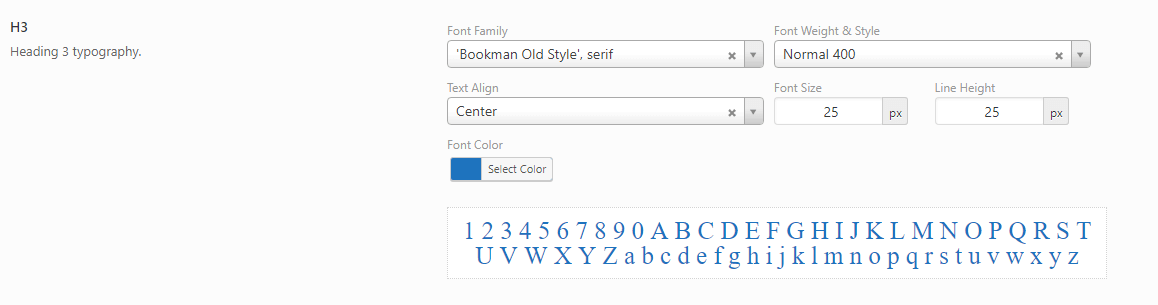 H3
Heading 3 typography.
Font Family
'Bookman Old Style', serif
Font Weight & Style
Normal 400
Text Align
Center
Font Size
25 px
Line Height
25 px
Font Color
Select Color
1 2 3 4 5 6 7 8 9 0 A B C D E F G H I J K L M N O P Q R S T
U V W X Y Z a b c d e f g h i j k l m n o p q r s t u v w x y z